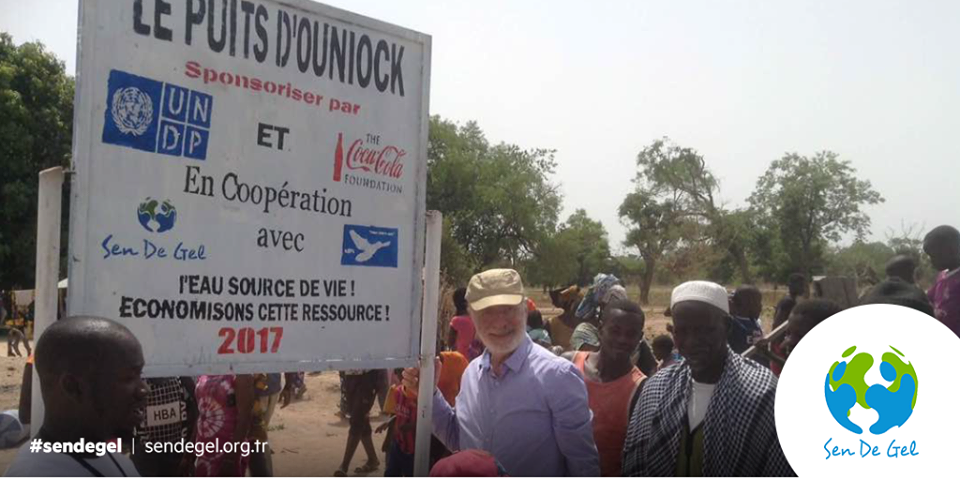 LE PUITS D'OUNIOCK
Sponsoriser par
UN
DP
ET
THE
Coca-Cola
FOUNDATION
En Coopération
avec
Sen De Gel
l'EAU SOURCE DE VIE !
ECONOMISONS CETTE RESSOURCE !
2017
HBA
#sendegel | sendegel.org.tr
Sen De Gel